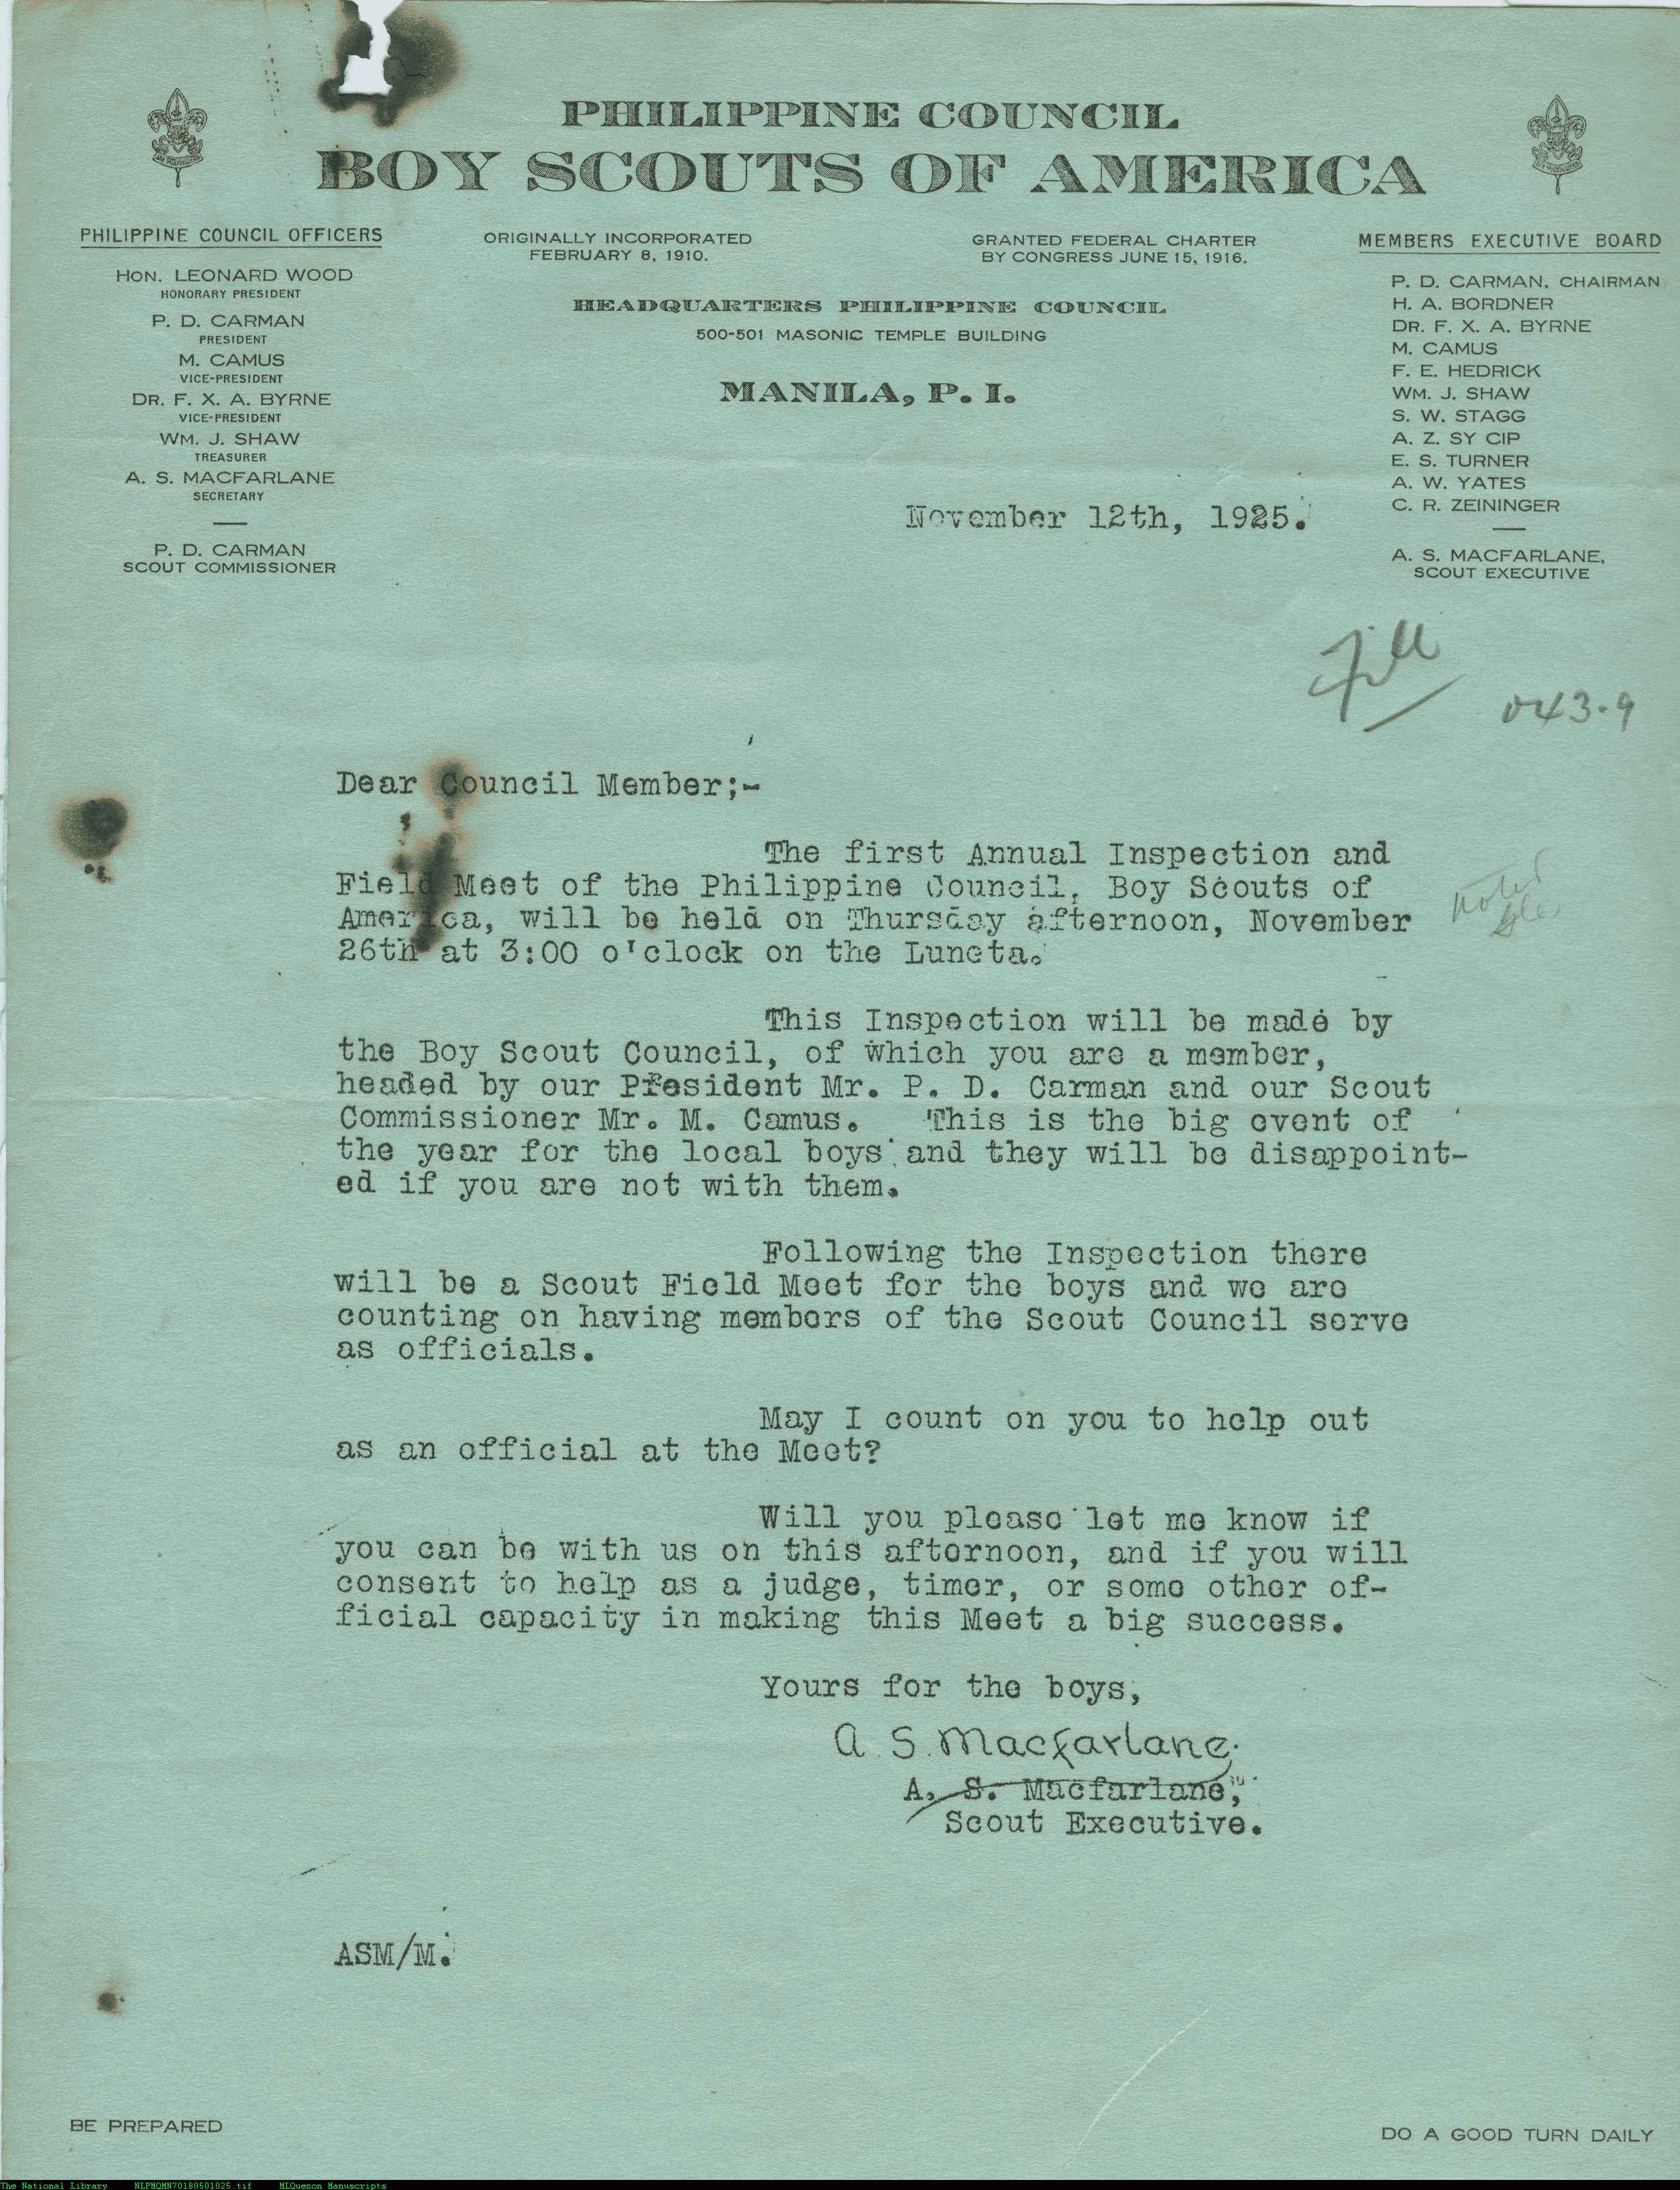 PHILIPPINE COUNCIL
BOY SCOUTS OF AMERICA
PHILIPPINE COUNCIL OFFICERS
HON. LEONARD WOOD
HONORARY PRESIDENT
P. D. CARMAN
PRESIDENT
M. CAMUS
VICE-PRESIDENT
DR. F. X. A. BYRNE
VICE-PRESIDENT
WM. J. SHAW
TREASURER
A. S. MACFARLANE
SECRETARY
P. D. CARMAN
SCOUT COMMISSIONER
ORIGINALLY INCORPORATED
FEBRUARY 8, 1910.
GRANTED FEDERAL CHARTER
BY CONGRESS JUNE 15, 1916.
HEADQUARTERS PHILIPPINE COUNCIL
500-501 MASONIC TEMPLE BUILDING
MANILA, P. I.
MEMBERS EXECUTIVE BOARD
P. D. CARMAN, CHAIRMAN
H. A. BORDNER
DR. F. X. A. BYRNE
M. CAMUS
F. E. HEDRICK
WM. J. SHAW
S. W. STAGG
A. Z. SY CIP
E. S. TURNER
A. W. YATES
C. R. ZEININGER
A. S. MACFARLANE,
SCOUT EXECUTIVE
November 12th, 1925.
File
043-9
Dear Council Member;-
The first Annual Inspection and
Field Meet of the Philippine Council, Boy Scouts of
America, will be held on Thursday afternoon, November
26th at 3:00 o'clock on the Luneta.
This Inspection will be made by
the Boy Scout Council, of which you are a member,
headed by our President Mr. P. D. Carman and our Scout
Commissioner Mr. M. Camus. This is the big event of
the year for the local boys and they will be disappoint-
ed if you are not with them.
Following the Inspection there
will be a Scout Field Meet for the boys and we are
counting on having members of the Scout Council serve
as officials.
May I count on you to help out
as an official at the Meet?
Will you please let me know if
you can be with us on this afternoon, and if you will
consent to help as a judge, timer, or some other of-
ficial capacity in making this Meet a big success.
Yours for the boys,
A. S. Macfarlane.
A. S. Macfarlane,
Scout Executive.
ASM/M.
BE PREPARED
DO A GOOD TURN DAILY
The National Library NLPMQMN70180501025.tif MLQuezon Manuscripts